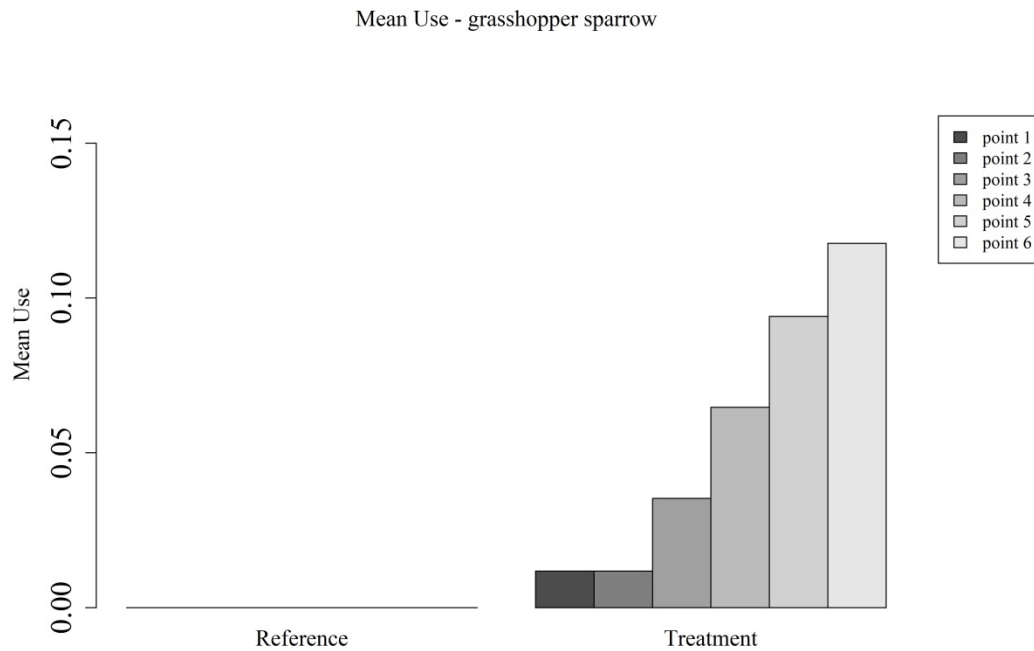 Mean Use - grasshopper sparrow
0.15
0.10
0.05
0.00
Mean Use
Reference
Treatment
point 1
point 2
point 3
point 4
point 5
point 6